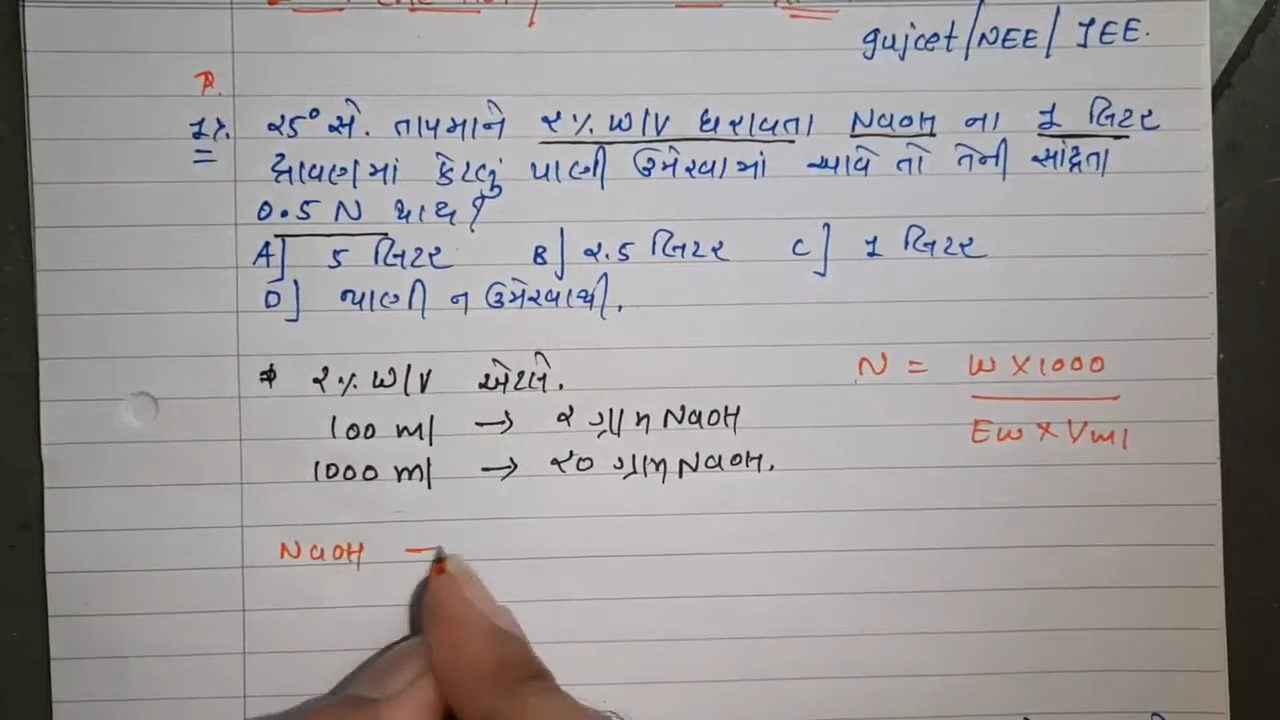 gujcet/NEE/JEE.
૧૪. ૨૫° સે. તાપમાને ૨% W/V ધરાવતા NaOH ના ૧ લિટર
દ્રાવણમાં કેટલું પાણી ઉમેરવામાં આવે તો તેની સાંદ્રતા
0.5 N થાય?
A] 5 લિટર B] ૨.5 લિટર C] ૧ લિટર
D] પાણી ન ઉમેરવાથી.
* ૨% W/V એટલે. N = W X 1000
100 ml → ૨ ગ્રામ NaOH Ew X Vml
1000 ml → ૨૦ ગ્રામ NaOH.
NaOH